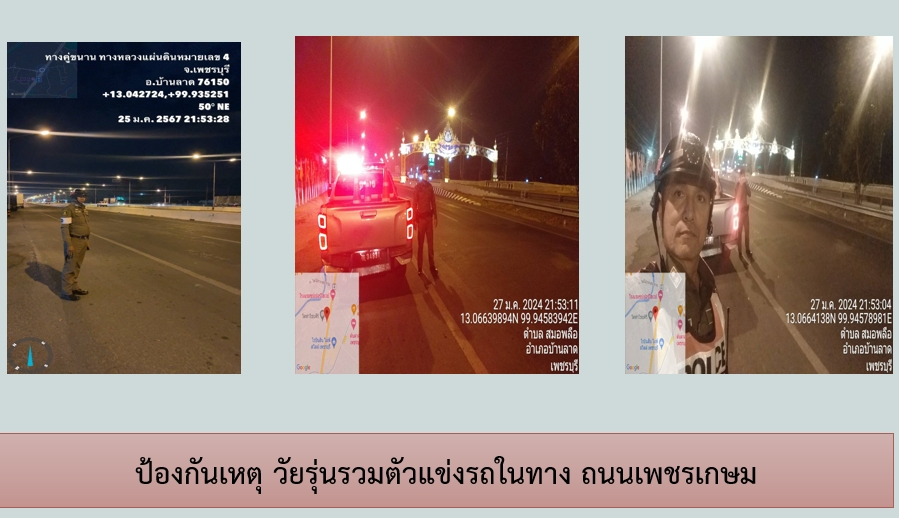 ทางคู่ขนาน ทางหลวงแผ่นดินหมายเลข 4
จ.เพชรบุรี
อ.บ้านลาด 76150
+13.042724,+99.935251
50° NE
25 ม.ค. 2567 21:53:28
27 ม.ค. 2024 21:53:11
13.06639894N 99.94583942E
ตำบล สมอพลือ
อำเภอบ้านลาด
เพชรบุรี
Google
27 ม.ค. 2024 21:53:04
13.0664138N 99.94578981E
ตำบล สมอพลือ
อำเภอบ้านลาด
เพชรบุรี
Google
POLICE
ป้องกันเหตุ วัยรุ่นรวมตัวแข่งรถในทาง ถนนเพชรเกษม